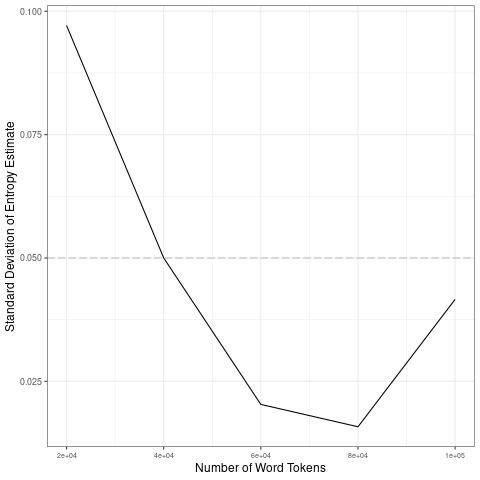 0.100
0.075
0.050
0.025
Standard Deviation of Entropy Estimate
2e+04 4e+04 6e+04 8e+04 1e+05
Number of Word Tokens